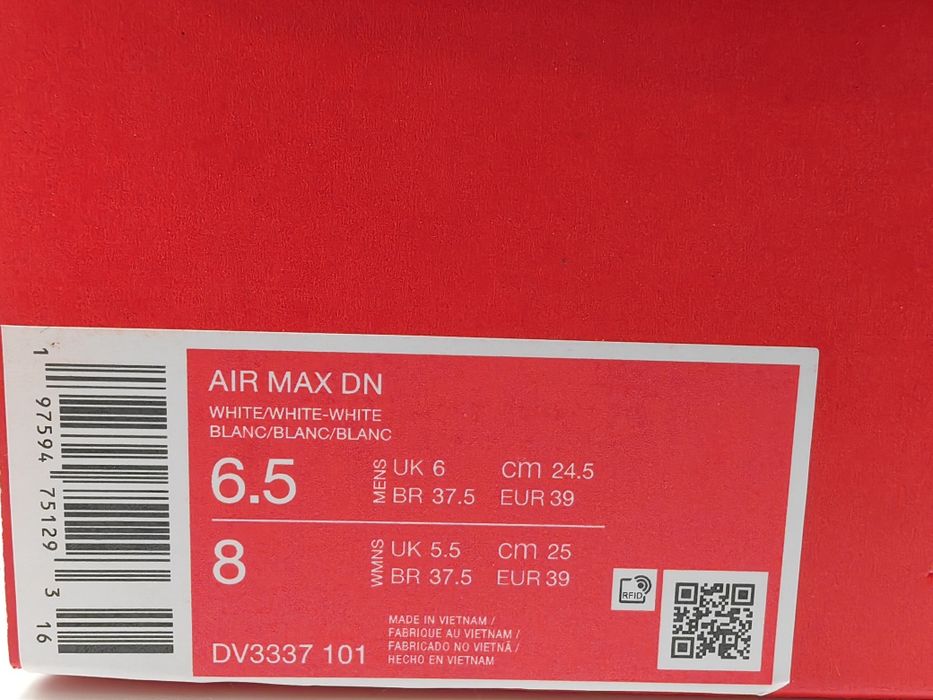 AIR MAX DN
WHITE/WHITE-WHITE
BLANC/BLANC/BLANC
6.5
MENS
UK 6 cm 24.5
BR 37.5 EUR 39
8
WMNS
UK 5.5 cm 25
BR 37.5 EUR 39
DV3337 101
MADE IN VIETNAM /
FABRIQUE AU VIETNAM /
FABRICADO NO VIETNÃ /
HECHO EN VIETNAM
RFID
1 97594 75129 3 16